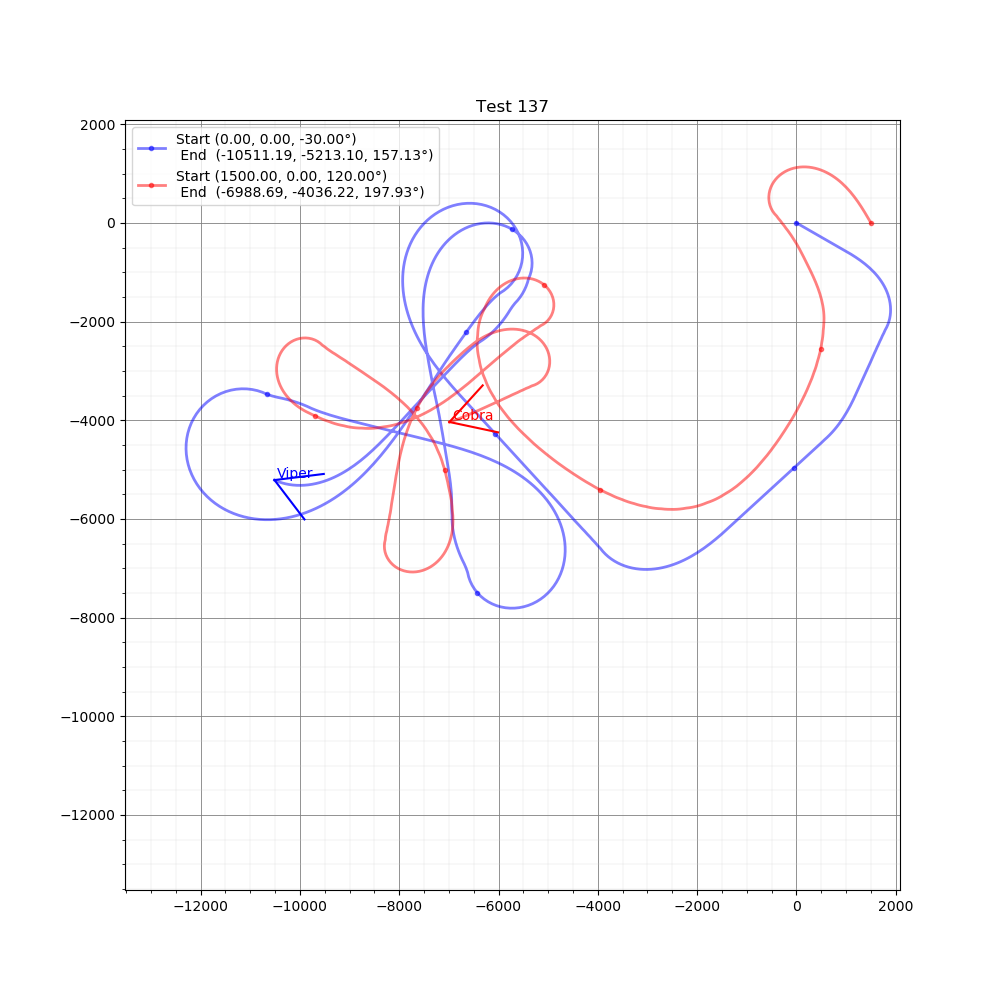 Test 137
Start (0.00, 0.00, -30.00°)
End  (-10511.19, -5213.10, 157.13°)
Start (1500.00, 0.00, 120.00°)
End  (-6988.69, -4036.22, 197.93°)
2000
0
−2000
−4000
−6000
−8000
−10000
−12000
Cobra
Viper
−12000 −10000 −8000 −6000 −4000 −2000 0 2000